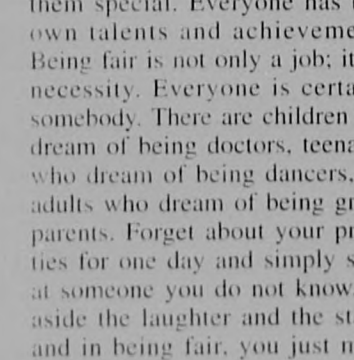 them special. Everyone has
own talents and achieveme
Being fair is not only a job; it
necessity. Everyone is certa
somebody. There are children
dream of being doctors, teena
who dream of being dancers,
adults who dream of being gr
parents. Forget about your pr
ties for one day and simply s
at someone you do not know
aside the laughter and the st
and in being fair, you just n